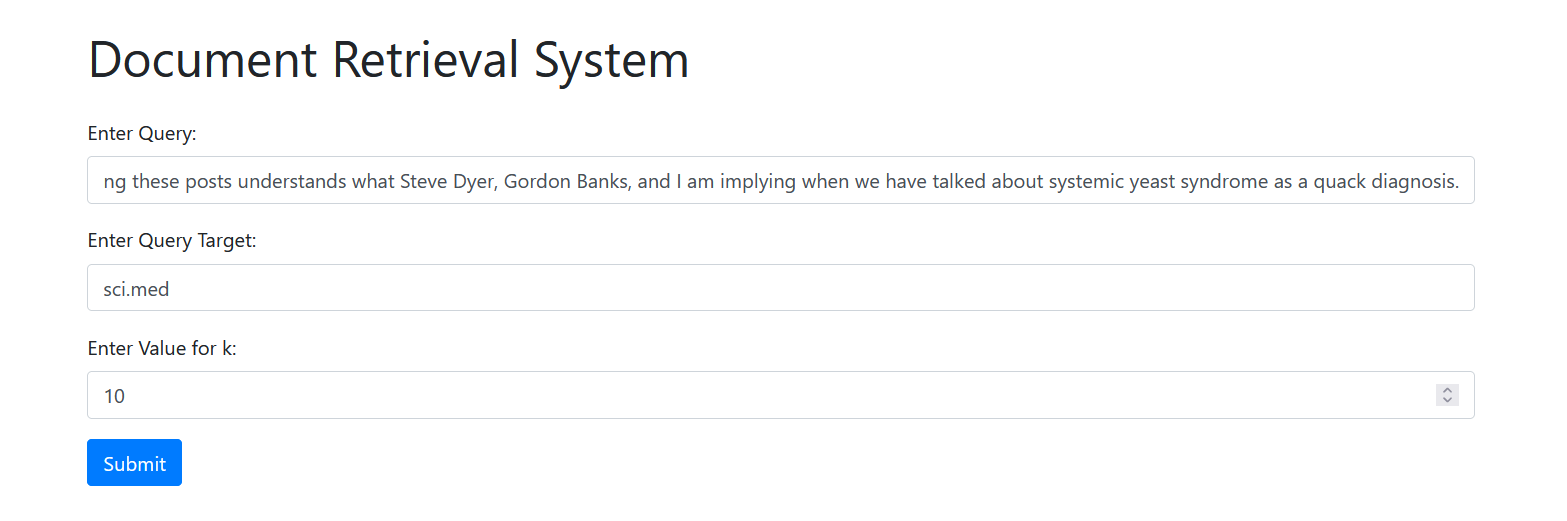 Document Retrieval System
Enter Query:
ng these posts understands what Steve Dyer, Gordon Banks, and I am implying when we have talked about systemic yeast syndrome as a quack diagnosis.
Enter Query Target:
sci.med
Enter Value for k:
10
Submit